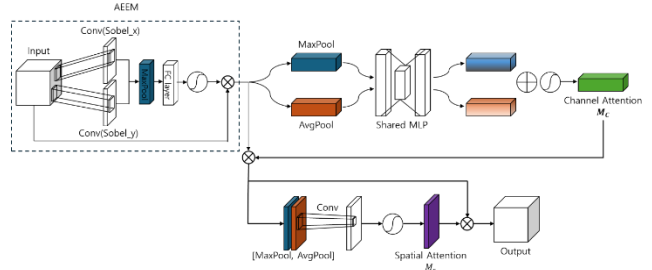 AEEM
Conv(Sobel_x)
Input
MaxPool
FC layer
Conv(Sobel_y)
MaxPool
AvgPool
Shared MLP
Channel Attention
M_C
Conv
[MaxPool, AvgPool]
Spatial Attention
M_s
Output